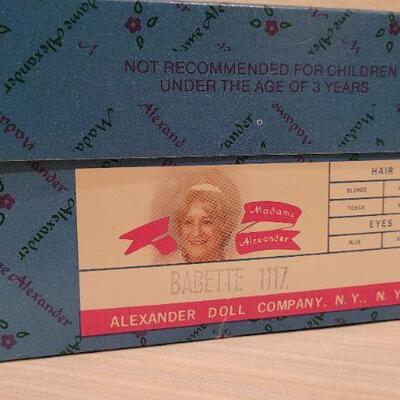 NOT RECOMMENDED FOR CHILDREN
UNDER THE AGE OF 3 YEARS
Madame
Alexander
HAIR
BLONDE
TOSCA
EYES
BLUE
BABETTE 1117
ALEXANDER DOLL COMPANY, N. Y., N. Y